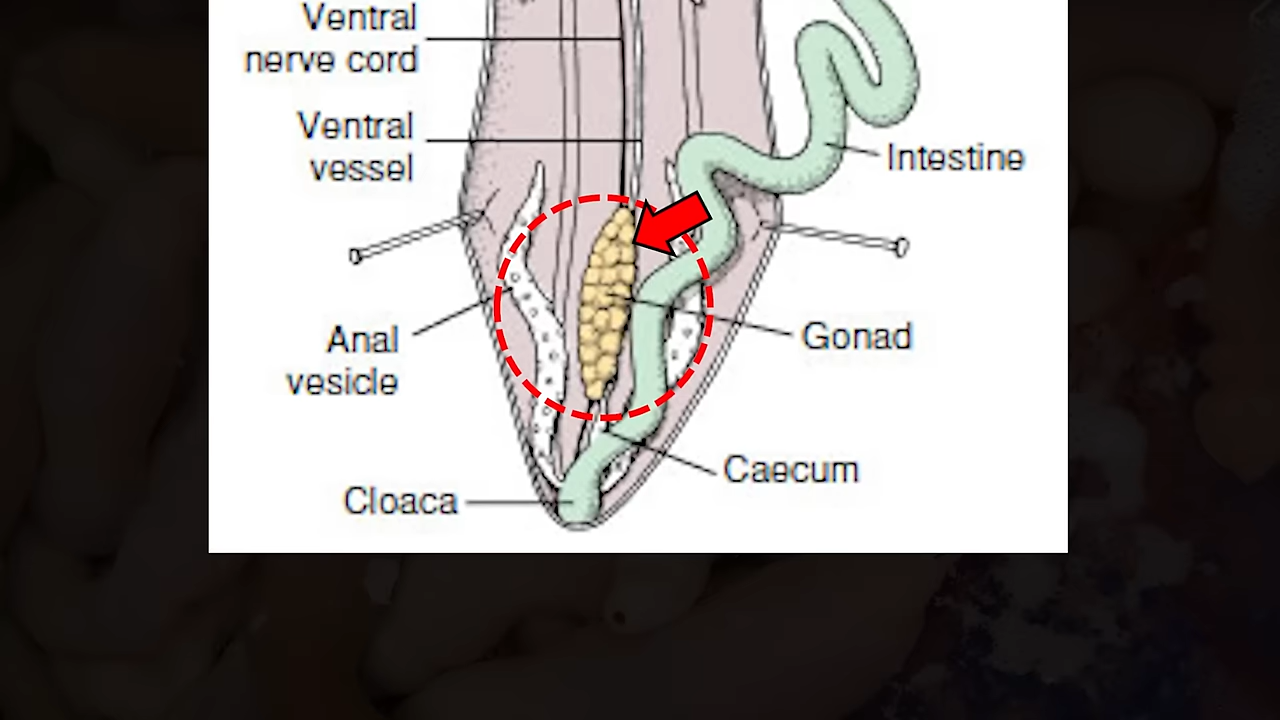 Ventral
nerve cord
Ventral
vessel
Intestine
Anal
vesicle
Gonad
Caecum
Cloaca